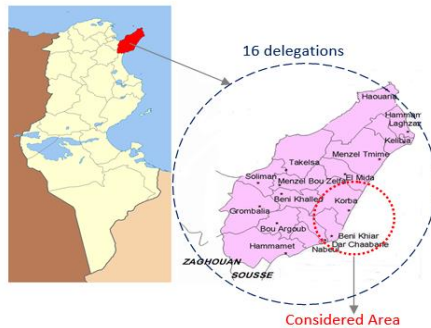 16 delegations
Haouaria
Hammam
Laghzaz
Kelibia
Menzel Tmime
Takelsa
El Mida
Soliman
Menzel Bou Zelfa
Beni Khalled
Korba
Grombalia
Bou Argoub
Beni Khiar
Dar Chaabane
Hammamet
Nabeul
ZAGHOUAN
SOUSSE
Considered Area